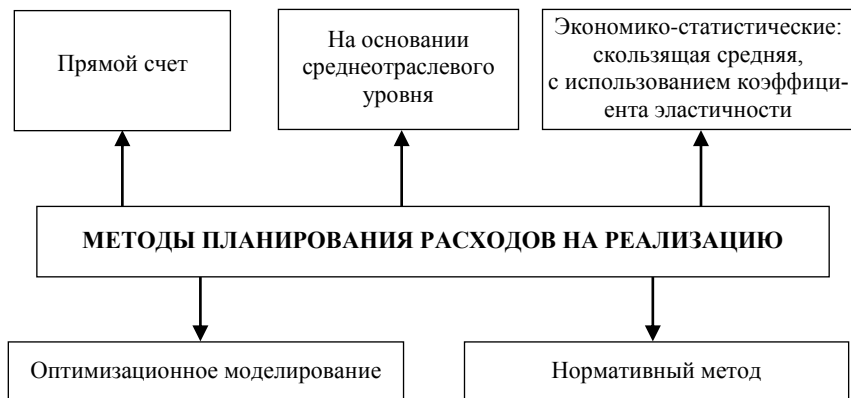 Прямой счет
На основании
среднеотраслевого
уровня
Экономико-статистические:
скользящая средняя,
с использованием коэффици-
ента эластичности
МЕТОДЫ ПЛАНИРОВАНИЯ РАСХОДОВ НА РЕАЛИЗАЦИЮ
Оптимизационное моделирование
Нормативный метод